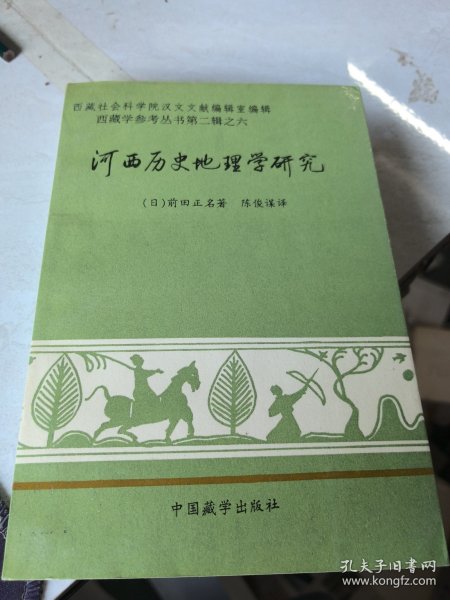 西藏社会科学院汉文文献编辑室编辑
西藏学参考丛书第二辑之六
河西历史地理学研究
(日)前田正名著 陈俊谋译
中国藏学出版社
孔夫子旧书网
www.kongfz.com